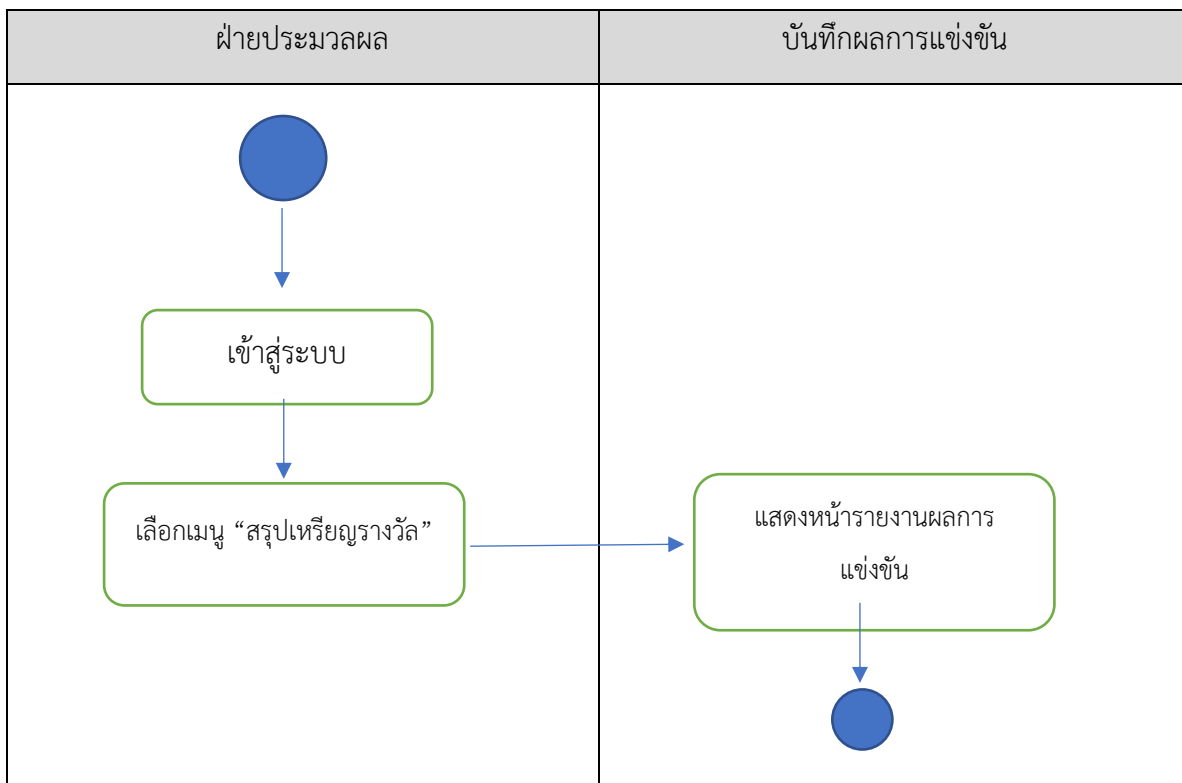 ฝ่ายประมวลผล
บันทึกผลการแข่งขัน
เข้าสู่ระบบ
เลือกเมนู “สรุปเหรียญรางวัล”
แสดงหน้ารายงานผลการ
แข่งขัน